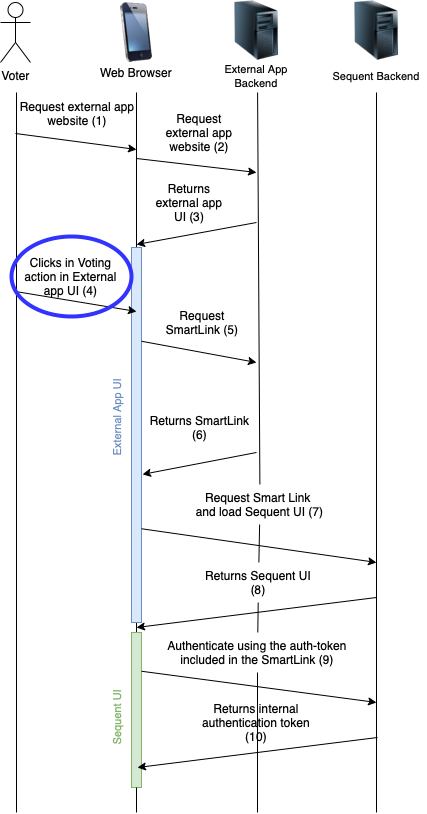 Voter
Web Browser
External App
Backend
Sequent Backend
Request external app
website (1)
Request
external app
website (2)
Returns
external app
UI (3)
Clicks in Voting
action in External
app UI (4)
Request
SmartLink (5)
External App UI
Returns SmartLink
(6)
Request Smart Link
and load Sequent UI (7)
Returns Sequent UI
(8)
Authenticate using the auth-token
included in the SmartLink (9)
Sequent UI
Returns internal
authentication token
(10)